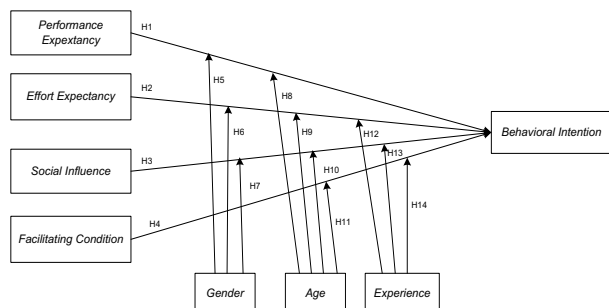 Performance
Expextancy
H1
H5
H8
Effort Expectancy
H2
H6
H9
H12
Behavioral Intention
Social Influence
H3
H7
H10
H13
Facilitating Condition
H4
H11
H14
Gender
Age
Experience